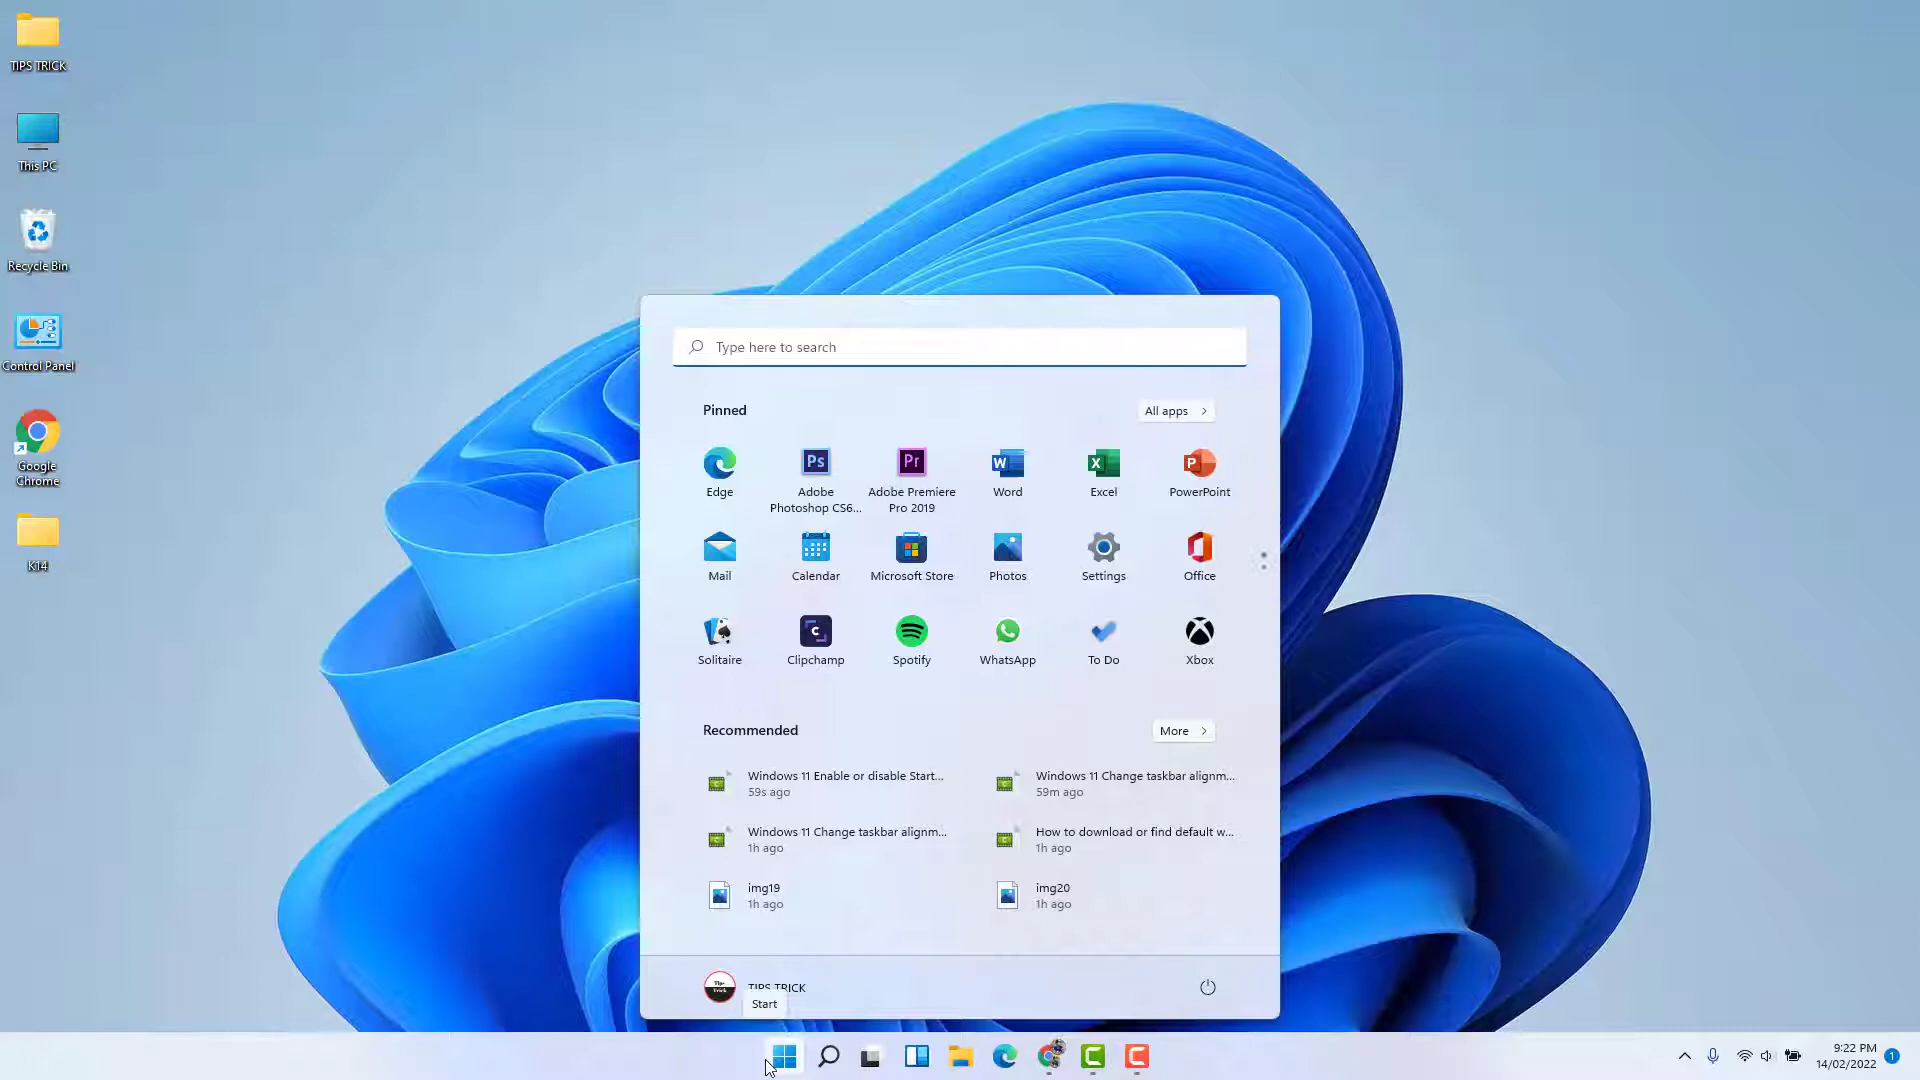 TIPS TRICK
This PC
Recycle Bin
Control Panel
Google
Chrome
K14
Type here to search
Pinned
All apps
Edge
Adobe
Photoshop CS6...
Adobe Premiere
Pro 2019
Word
Excel
PowerPoint
Mail
Calendar
Microsoft Store
Photos
Settings
Office
Solitaire
Clipchamp
Spotify
WhatsApp
To Do
Xbox
Recommended
More
Windows 11 Enable or disable Start...
59s ago
Windows 11 Change taskbar alignm...
59m ago
Windows 11 Change taskbar alignm...
1h ago
How to download or find default w...
1h ago
img19
1h ago
img20
1h ago
TIPS TRICK
Start
9:22 PM
14/02/2022
1